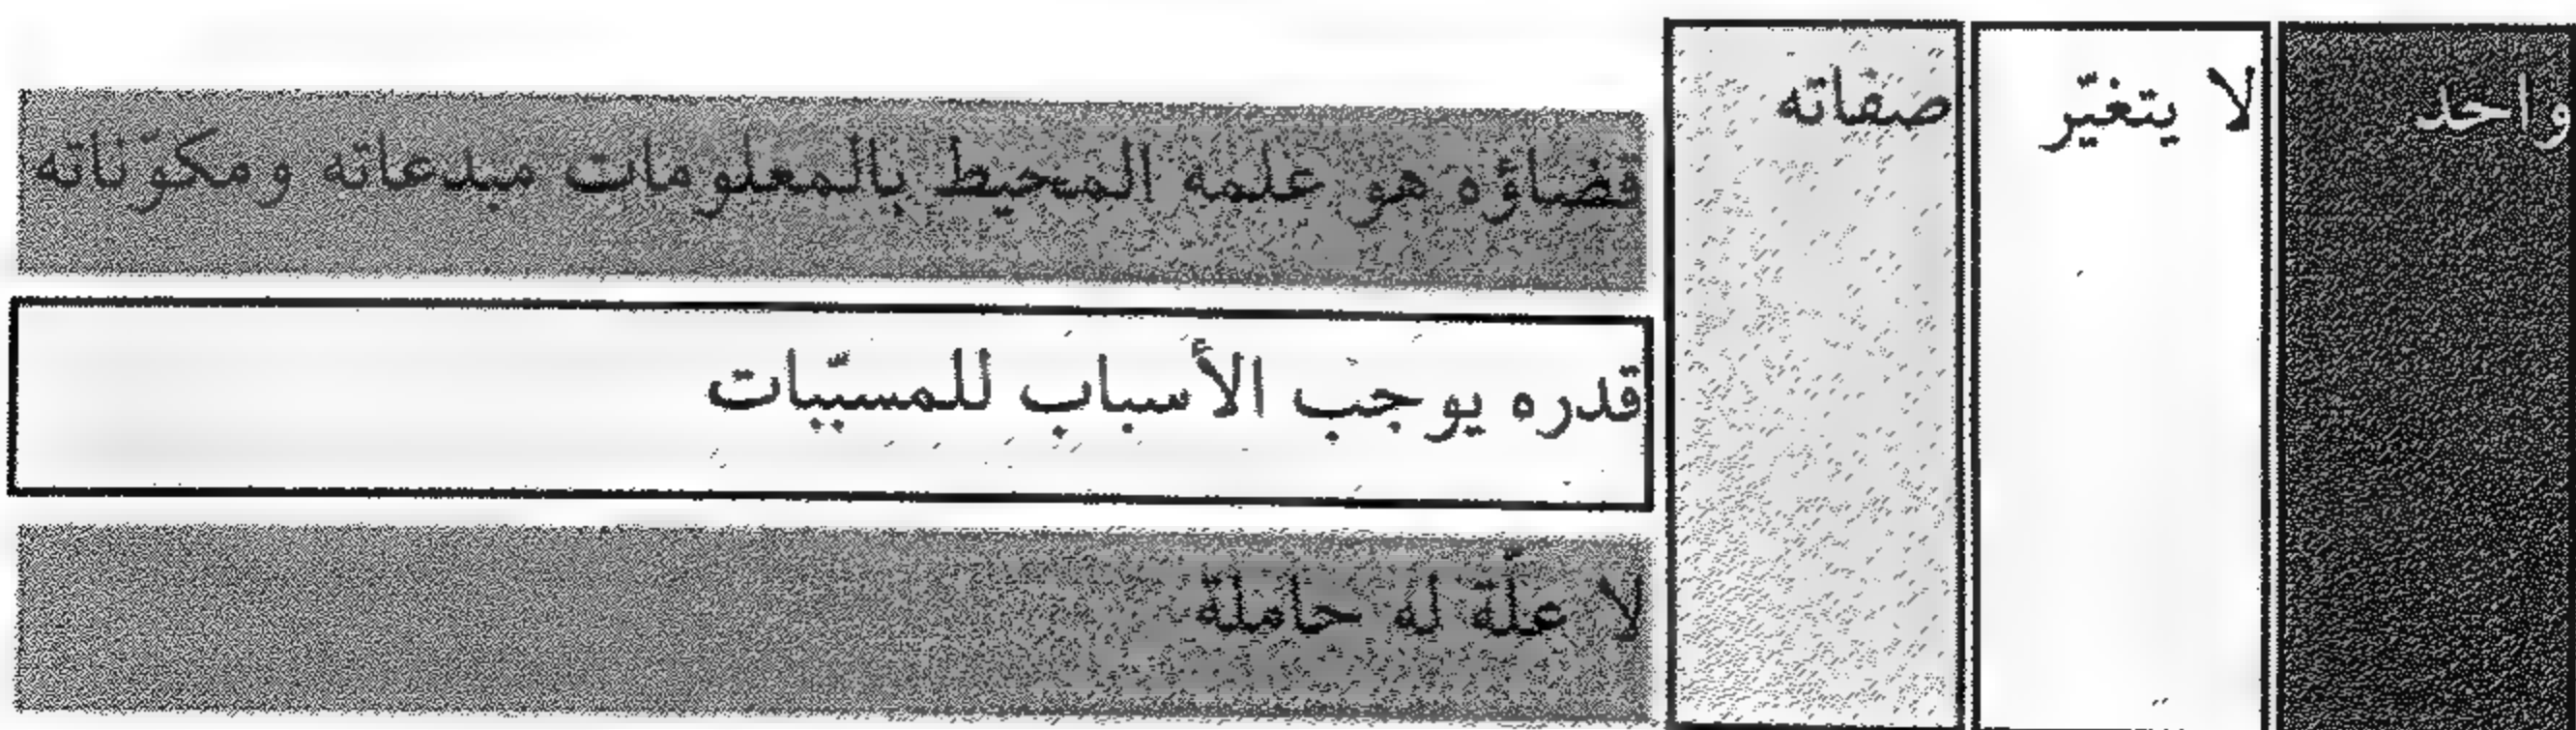 واحد
لا يتغيّر
صفاته
قضاؤه هو علمه المحيط بالمعلومات مبدعاته ومكوّناته
قدره يوجب الأسباب للمسبّبات
لا علّة له حاملة